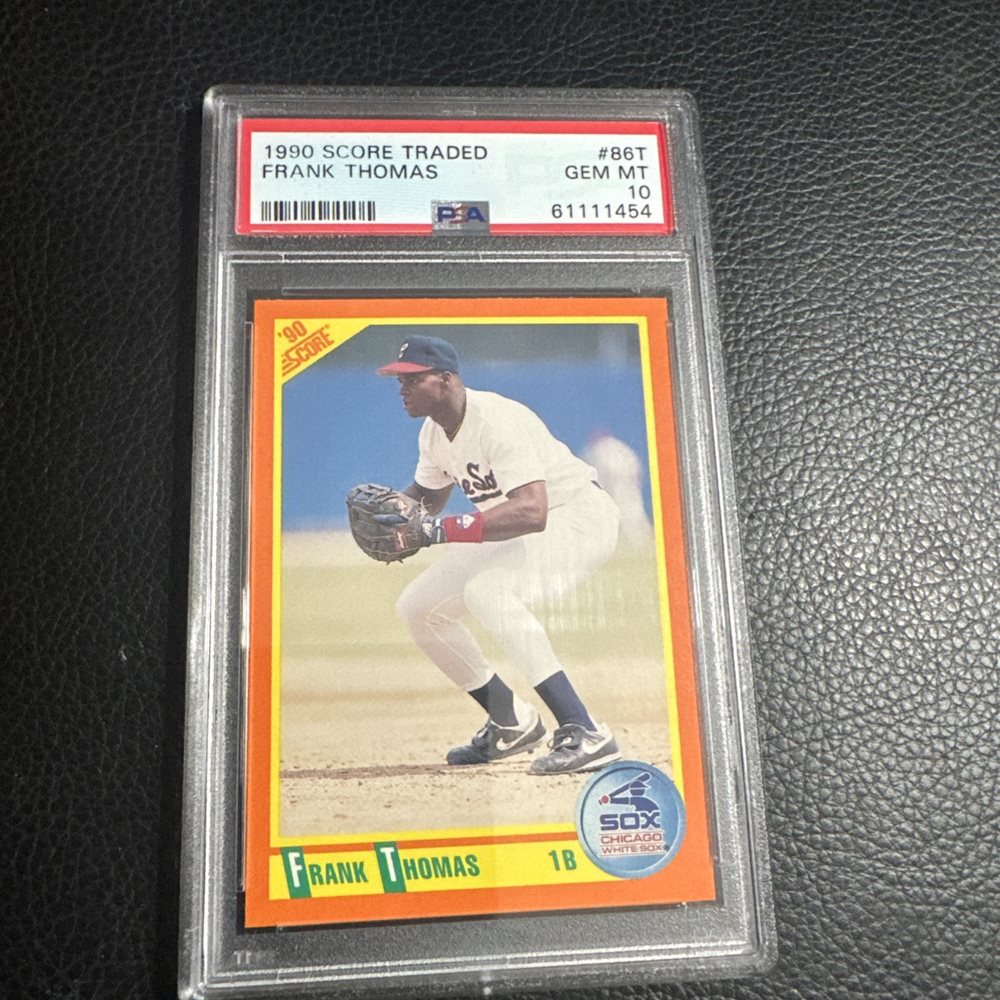 1990 SCORE TRADED #86T
FRANK THOMAS GEM MT
10
PSA 61111454
'90
SCORE
SOX
CHICAGO
WHITE SOX
FRANK THOMAS 1B